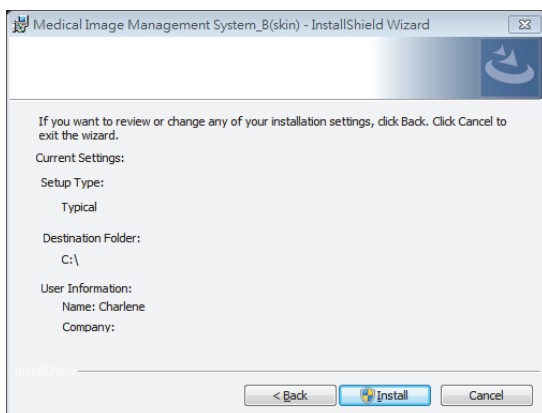 Medical Image Management System_B(skin) - InstallShield Wizard
If you want to review or change any of your installation settings, click Back. Click Cancel to
exit the wizard.
Current Settings:
Setup Type:
Typical
Destination Folder:
C:\
User Information:
Name: Charlene
Company:
InstallShield
< Back
Install
Cancel